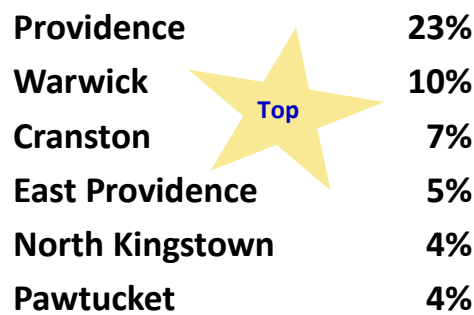 Providence 23%
Warwick 10%
Top
Cranston 7%
East Providence 5%
North Kingstown 4%
Pawtucket 4%